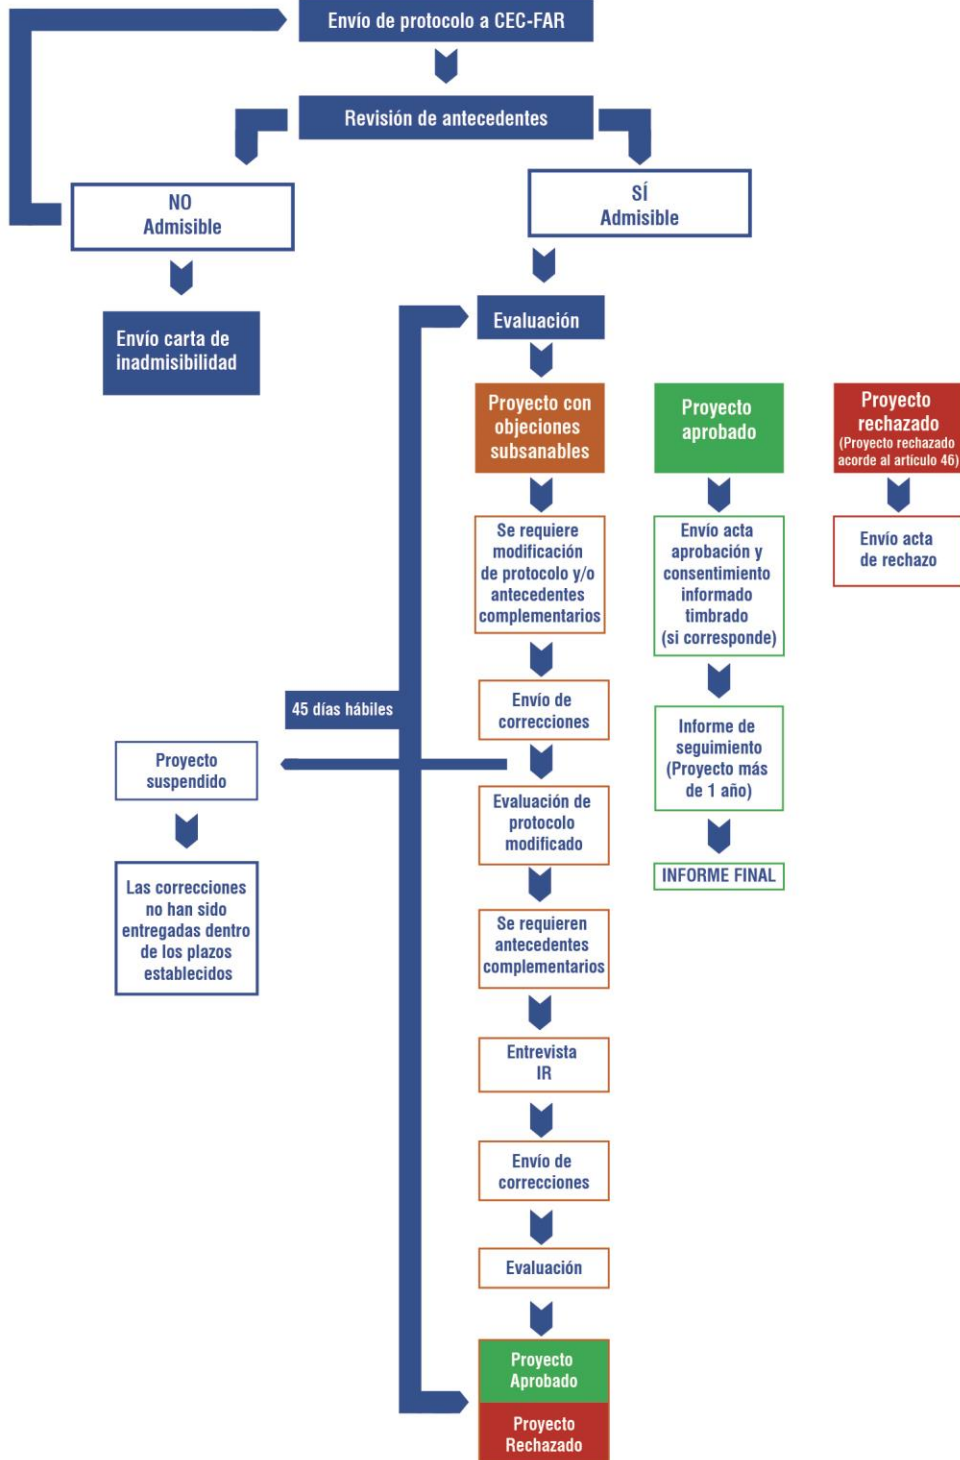 Envío de protocolo a CEC-FAR
Revisión de antecedentes
NO
Admisible
SÍ
Admisible
Envío carta de
inadmisibilidad
Evaluación
Proyecto con
objeciones
subsanables
Proyecto
aprobado
Proyecto
rechazado
(Proyecto rechazado
acorde al artículo 46)
Se requiere
modificación
de protocolo y/o
antecedentes
complementarios
Envío acta
aprobación y
consentimiento
informado
timbrado
(si corresponde)
Envío acta
de rechazo
Envío de
correcciones
45 días hábiles
Informe de
seguimiento
(Proyecto más
de 1 año)
Proyecto
suspendido
Evaluación de
protocolo
modificado
INFORME FINAL
Las correcciones
no han sido
entregadas dentro
de los plazos
establecidos
Se requieren
antecedentes
complementarios
Entrevista
IR
Envío de
correcciones
Evaluación
Proyecto
Aprobado
Proyecto
Rechazado